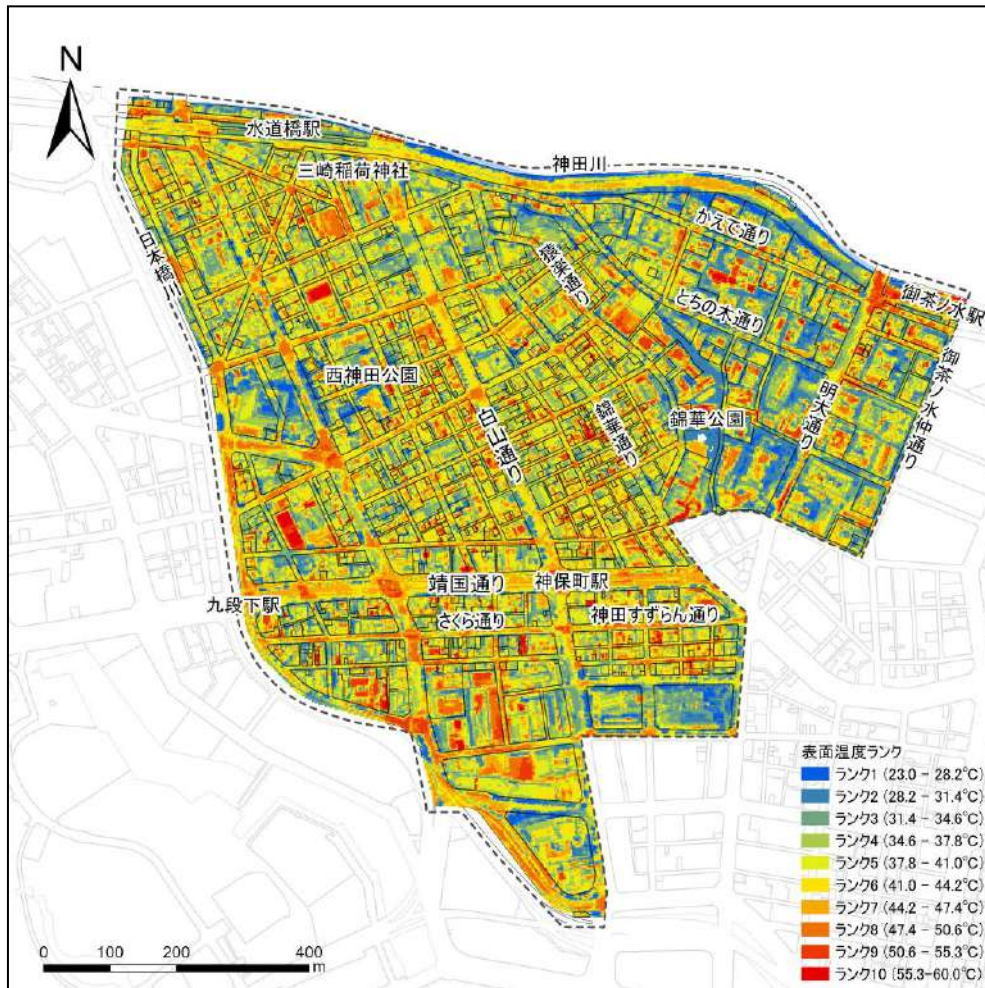 N
水道橋駅
三崎稲荷神社
神田川
かえで通り
日本橋川
猿楽通り
とちの木通り
御茶ノ水駅
御茶ノ水仲通り
西神田公園
白山通り
錦華通り
錦華公園
明大通り
靖国通り
神保町駅
九段下駅
さくら通り
神田すずらん通り
表面温度ランク
ランク1 (23.0 - 28.2℃)
ランク2 (28.2 - 31.4℃)
ランク3 (31.4 - 34.6℃)
ランク4 (34.6 - 37.8℃)
ランク5 (37.8 - 41.0℃)
ランク6 (41.0 - 44.2℃)
ランク7 (44.2 - 47.4℃)
ランク8 (47.4 - 50.6℃)
ランク9 (50.6 - 55.3℃)
ランク10 (55.3-60.0℃)
0 100 200 400
m